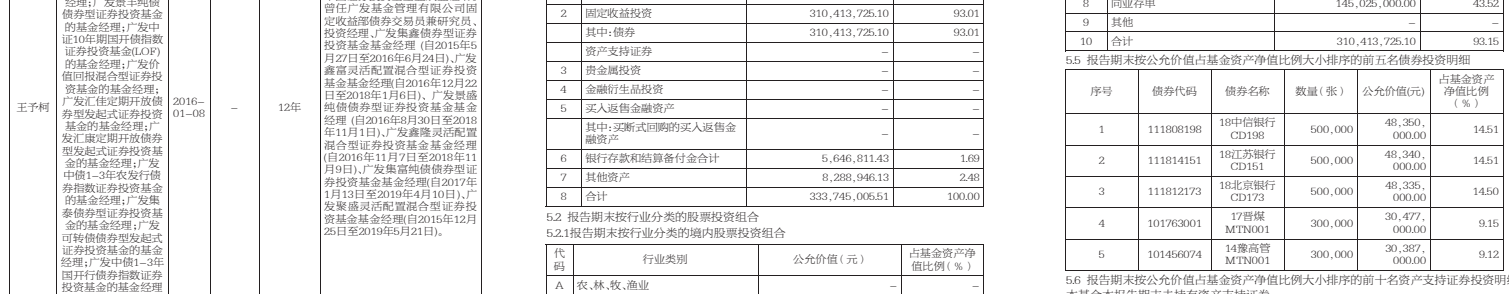 王予柯
经理;广发景丰纯债
债券型证券投资基金
的基金经理;广发中
证10年期国开债指数
证券投资基金(LOF)
的基金经理;广发价
值回报混合型证券投
资基金的基金经理;
广发汇佳定期开放债
券型发起式证券投资
基金的基金经理;广
发汇康定期开放债券
型发起式证券投资基
金的基金经理;广发
中债1-3年农发行债
券指数证券投资基金
的基金经理;广发集
泰债券型证券投资基
金的基金经理;广发
可转债债券型发起式
证券投资基金的基金
经理;广发中债1-3年
国开行债券指数证券
投资基金的基金经理
2016-
01-08
–
12年
曾任广发基金管理有限公司固
定收益部债券交易员兼研究员、
投资经理、广发集鑫债券型证
券投资基金基金经理 (自2015年5
月27日至2016年6月24日)、广发
鑫富灵活配置混合型证券投资
基金基金经理(自2016年12月22
日至2018年1月6日)、广发景盛
纯债债券型证券投资基金基金
经理 (自2016年8月30日至2018
年11月1日)、广发鑫隆灵活配置
混合型证券投资基金基金经理
(自2016年11月7日至2018年11
月9日)、广发集富纯债债券型证
券投资基金基金经理(自2017年
1月13日至2019年4月10日)、广
发聚盛灵活配置混合型证券投
资基金基金经理(自2015年12月
25日至2019年5月21日)。
2 固定收益投资 310,413,725.10 93.01
其中:债券 310,413,725.10 93.01
资产支持证券 – –
3 贵金属投资 – –
4 金融衍生品投资 – –
5 买入返售金融资产 – –
其中:买断式回购的买入返售金
融资产 – –
6 银行存款和结算备付金合计 5,646,811.43 1.69
7 其他资产 8,288,946.13 2.48
8 合计 333,745,005.51 100.00
5.2 报告期末按行业分类的股票投资组合
5.2.1报告期末按行业分类的境内股票投资组合
代
码 行业类别 公允价值(元) 占基金资产净
值比例(%)
A 农、林、牧、渔业 – –
8 同业存单 145,025,000.00 43.52
9 其他 – –
10 合计 310,413,725.10 93.15
5.5 报告期末按公允价值占基金资产净值比例大小排序的前五名债券投资明细
序号 债券代码 债券名称 数量(张) 公允价值(元) 占基金资产
净值比例
(%)
1 111808198 18中信银行
CD198 500,000 48,350,
000.00 14.51
2 111814151 18江苏银行
CD151 500,000 48,340,
000.00 14.51
3 111812173 18北京银行
CD173 500,000 48,335,
000.00 14.50
4 101763001 17晋煤
MTN001 300,000 30,477,
000.00 9.15
5 101456074 14豫高管
MTN001 300,000 30,387,
000.00 9.12
5.6 报告期末按公允价值占基金资产净值比例大小排序的前十名资产支持证券投资明